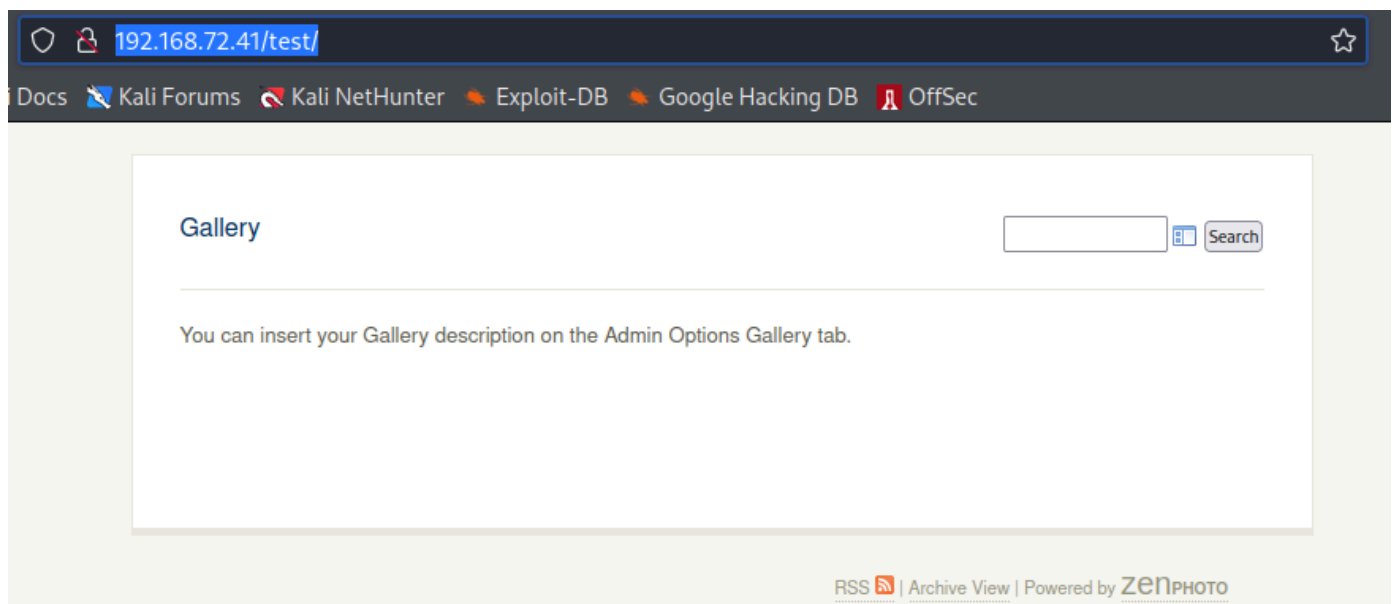 192.168.72.41/test/
i Docs Kali Forums Kali NetHunter Exploit-DB Google Hacking DB OffSec
Gallery
Search
You can insert your Gallery description on the Admin Options Gallery tab.
RSS | Archive View | Powered by zenPHOTO